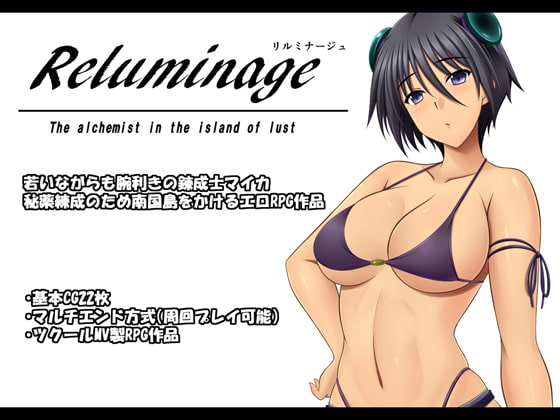 リルミナージュ
Reluminage
The alchemist in the island of lust
若いながらも腕利きの錬成士マイカ
秘薬練成のため南国島をかけるエロRPG作品
・基本CG22枚
・マルチエンド方式(周回プレイ可能)
・ツクールMV製RPG作品